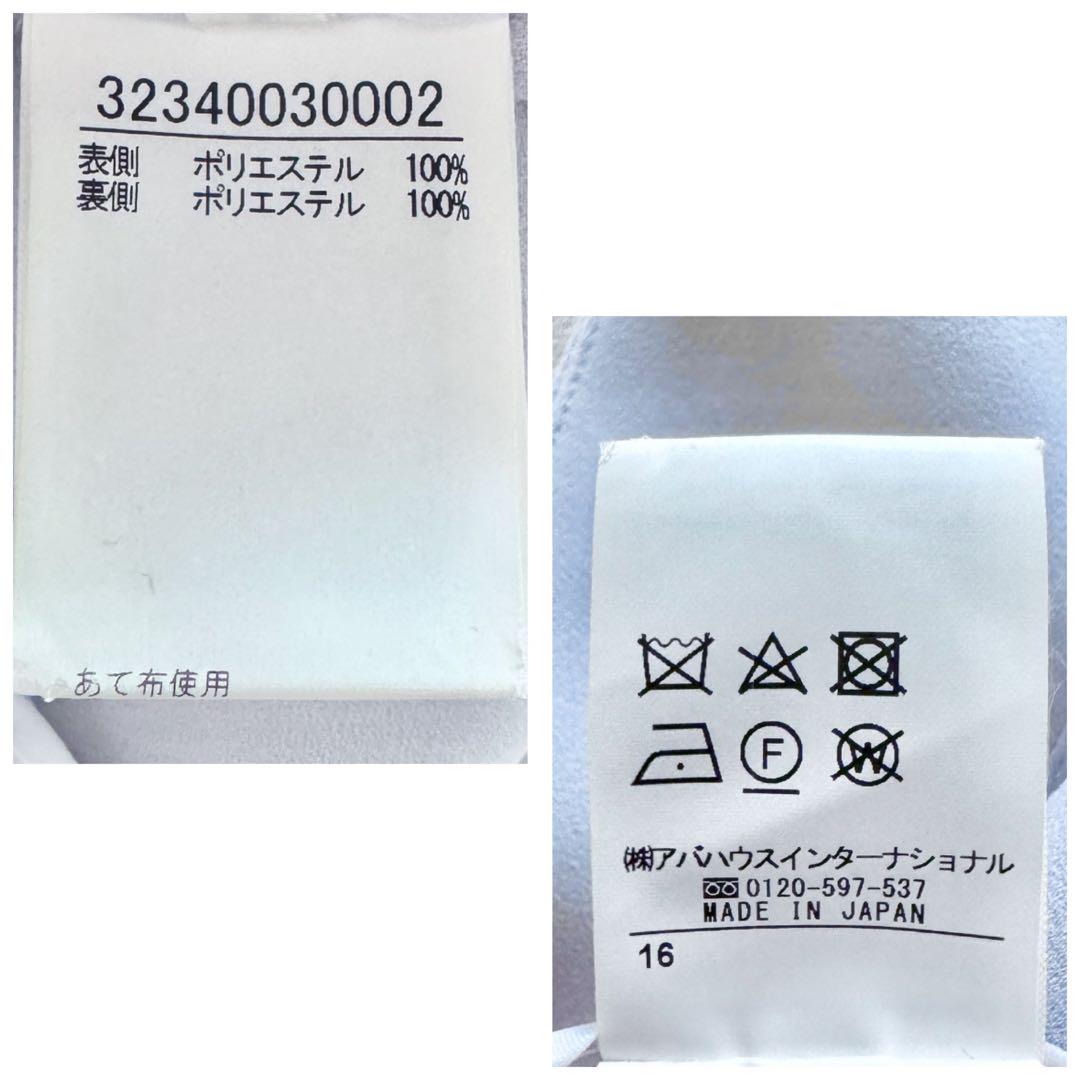 32340030002
表側 ポリエステル 100%
裏側 ポリエステル 100%
あて布使用
F
W
㈱アバハウスインターナショナル
0120-597-537
MADE IN JAPAN
16